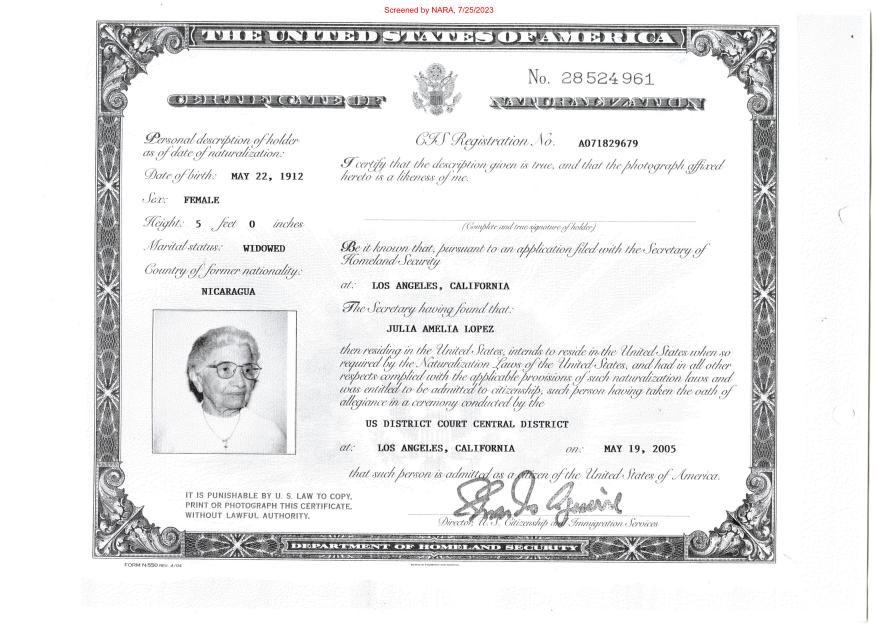 Screened by NARA, 7/25/2023
THE UNITED STATES OF AMERICA
No. 28524961
CERTIFICATE OF NATURALIZATION
Personal description of holder
as of date of naturalization:
Date of birth: MAY 22, 1912
Sex: FEMALE
Height: 5 feet 0 inches
Marital status: WIDOWED
Country of former nationality:
NICARAGUA
IT IS PUNISHABLE BY U. S. LAW TO COPY,
PRINT OR PHOTOGRAPH THIS CERTIFICATE,
WITHOUT LAWFUL AUTHORITY.
CIS Registration No. A071829679
I certify that the description given is true, and that the photograph affixed
hereto is a likeness of me.
(Complete and true signature of holder)
Be it known that, pursuant to an application filed with the Secretary of
Homeland Security
at: LOS ANGELES, CALIFORNIA
The Secretary having found that:
JULIA AMELIA LOPEZ
then residing in the United States, intends to reside in the United States when so
required by the Naturalization Laws of the United States, and had in all other
respects complied with the applicable provisions of such naturalization laws and
was entitled to be admitted to citizenship, such person having taken the oath of
allegiance in a ceremony conducted by the
US DISTRICT COURT CENTRAL DISTRICT
at: LOS ANGELES, CALIFORNIA on: MAY 19, 2005
that such person is admitted as a citizen of the United States of America.
Director, U. S. Citizenship and Immigration Services
DEPARTMENT OF HOMELAND SECURITY
FORM N-550 REV. 4/04